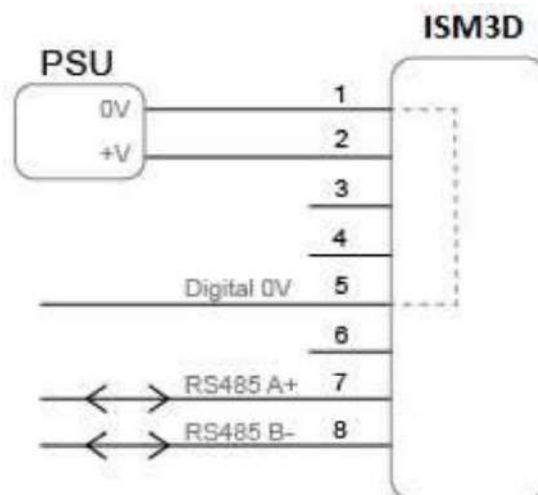 ISM3D
PSU
0V
+V
1
2
3
4
Digital 0V 5
6
RS485 A+ 7
RS485 B- 8